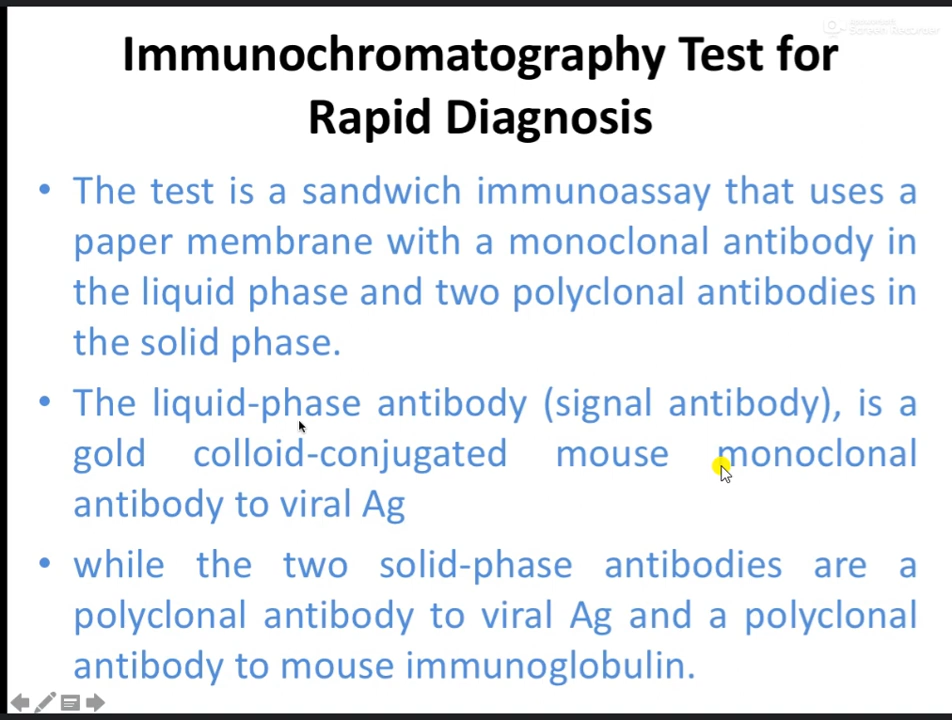 Screen Recorder
Immunochromatography Test for
Rapid Diagnosis
• The test is a sandwich immunoassay that uses a
paper membrane with a monoclonal antibody in
the liquid phase and two polyclonal antibodies in
the solid phase.
• The liquid-phase antibody (signal antibody), is a
gold colloid-conjugated mouse monoclonal
antibody to viral Ag
• while the two solid-phase antibodies are a
polyclonal antibody to viral Ag and a polyclonal
antibody to mouse immunoglobulin.